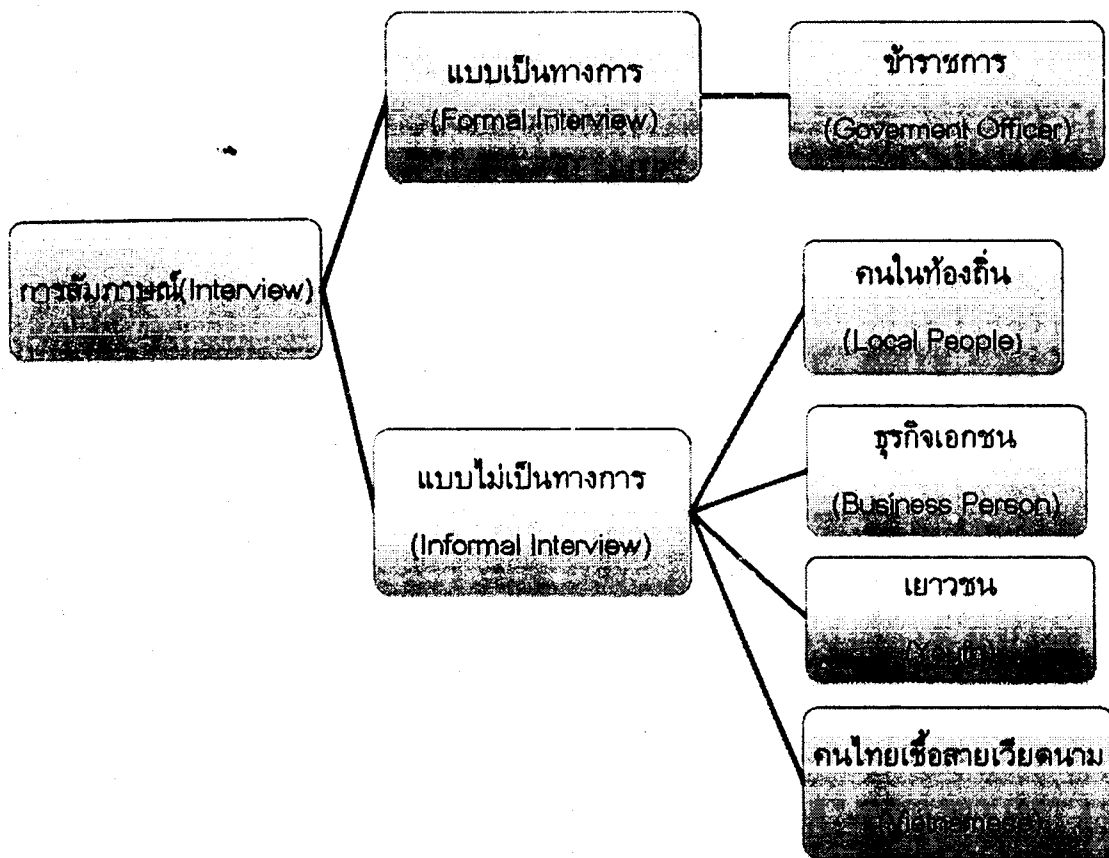 แบบเป็นทางการ
(Formal Interview)
ข้าราชการ
(Goverment Officer)
การสัมภาษณ์(Interview)
คนในท้องถิ่น
(Local People)
ธุรกิจเอกชน
(Business Person)
แบบไม่เป็นทางการ
(Informal Interview)
เยาวชน
(Youth)
คนไทยเชื้อสายเวียดนาม
(Vietnamese)